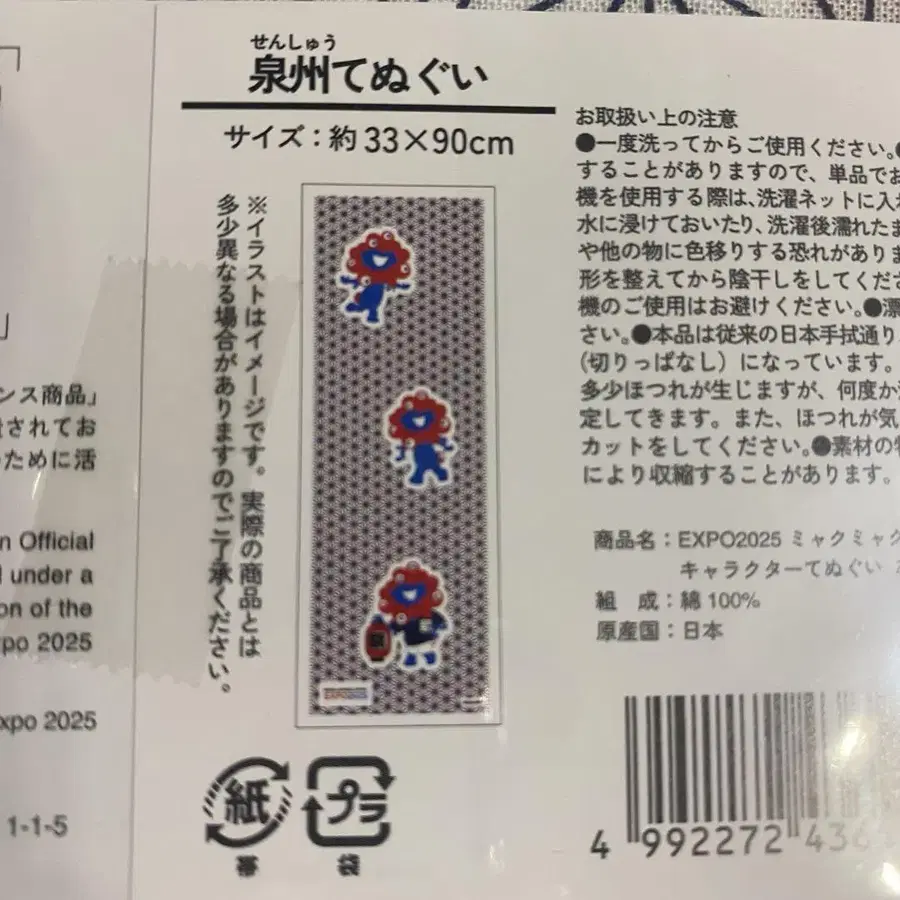 ンス商品」
されてお
ために活
n Official
under a
on of the
xpo 2025
xpo 2025
1-1-5
せんしゅう
泉州てぬぐい
サイズ：約33×90cm
※イラストはイメージです。実際の商品とは
多少異なる場合がありますのでご了承ください。
紙
帯
プラ
袋
お取扱い上の注意
●一度洗ってからご使用ください。●
することがありますので、単品でお
機を使用する際は、洗濯ネットに入
水に浸けておいたり、洗濯後濡れたま
や他の物に色移りする恐れがありま
形を整えてから陰干しをしてくださ
機のご使用はお避けください。●漂
さい。●本品は従来の日本手拭通り
(切りっぱなし）になっています。
多少ほつれが生じますが、何度か
定してきます。また、ほつれが気
カットをしてください。●素材の特
により収縮することがあります。
商品名：EXPO2025 ミャクミャク
キャラクターてぬぐい
組　成：綿100%
原産国：日本
4 992272 436